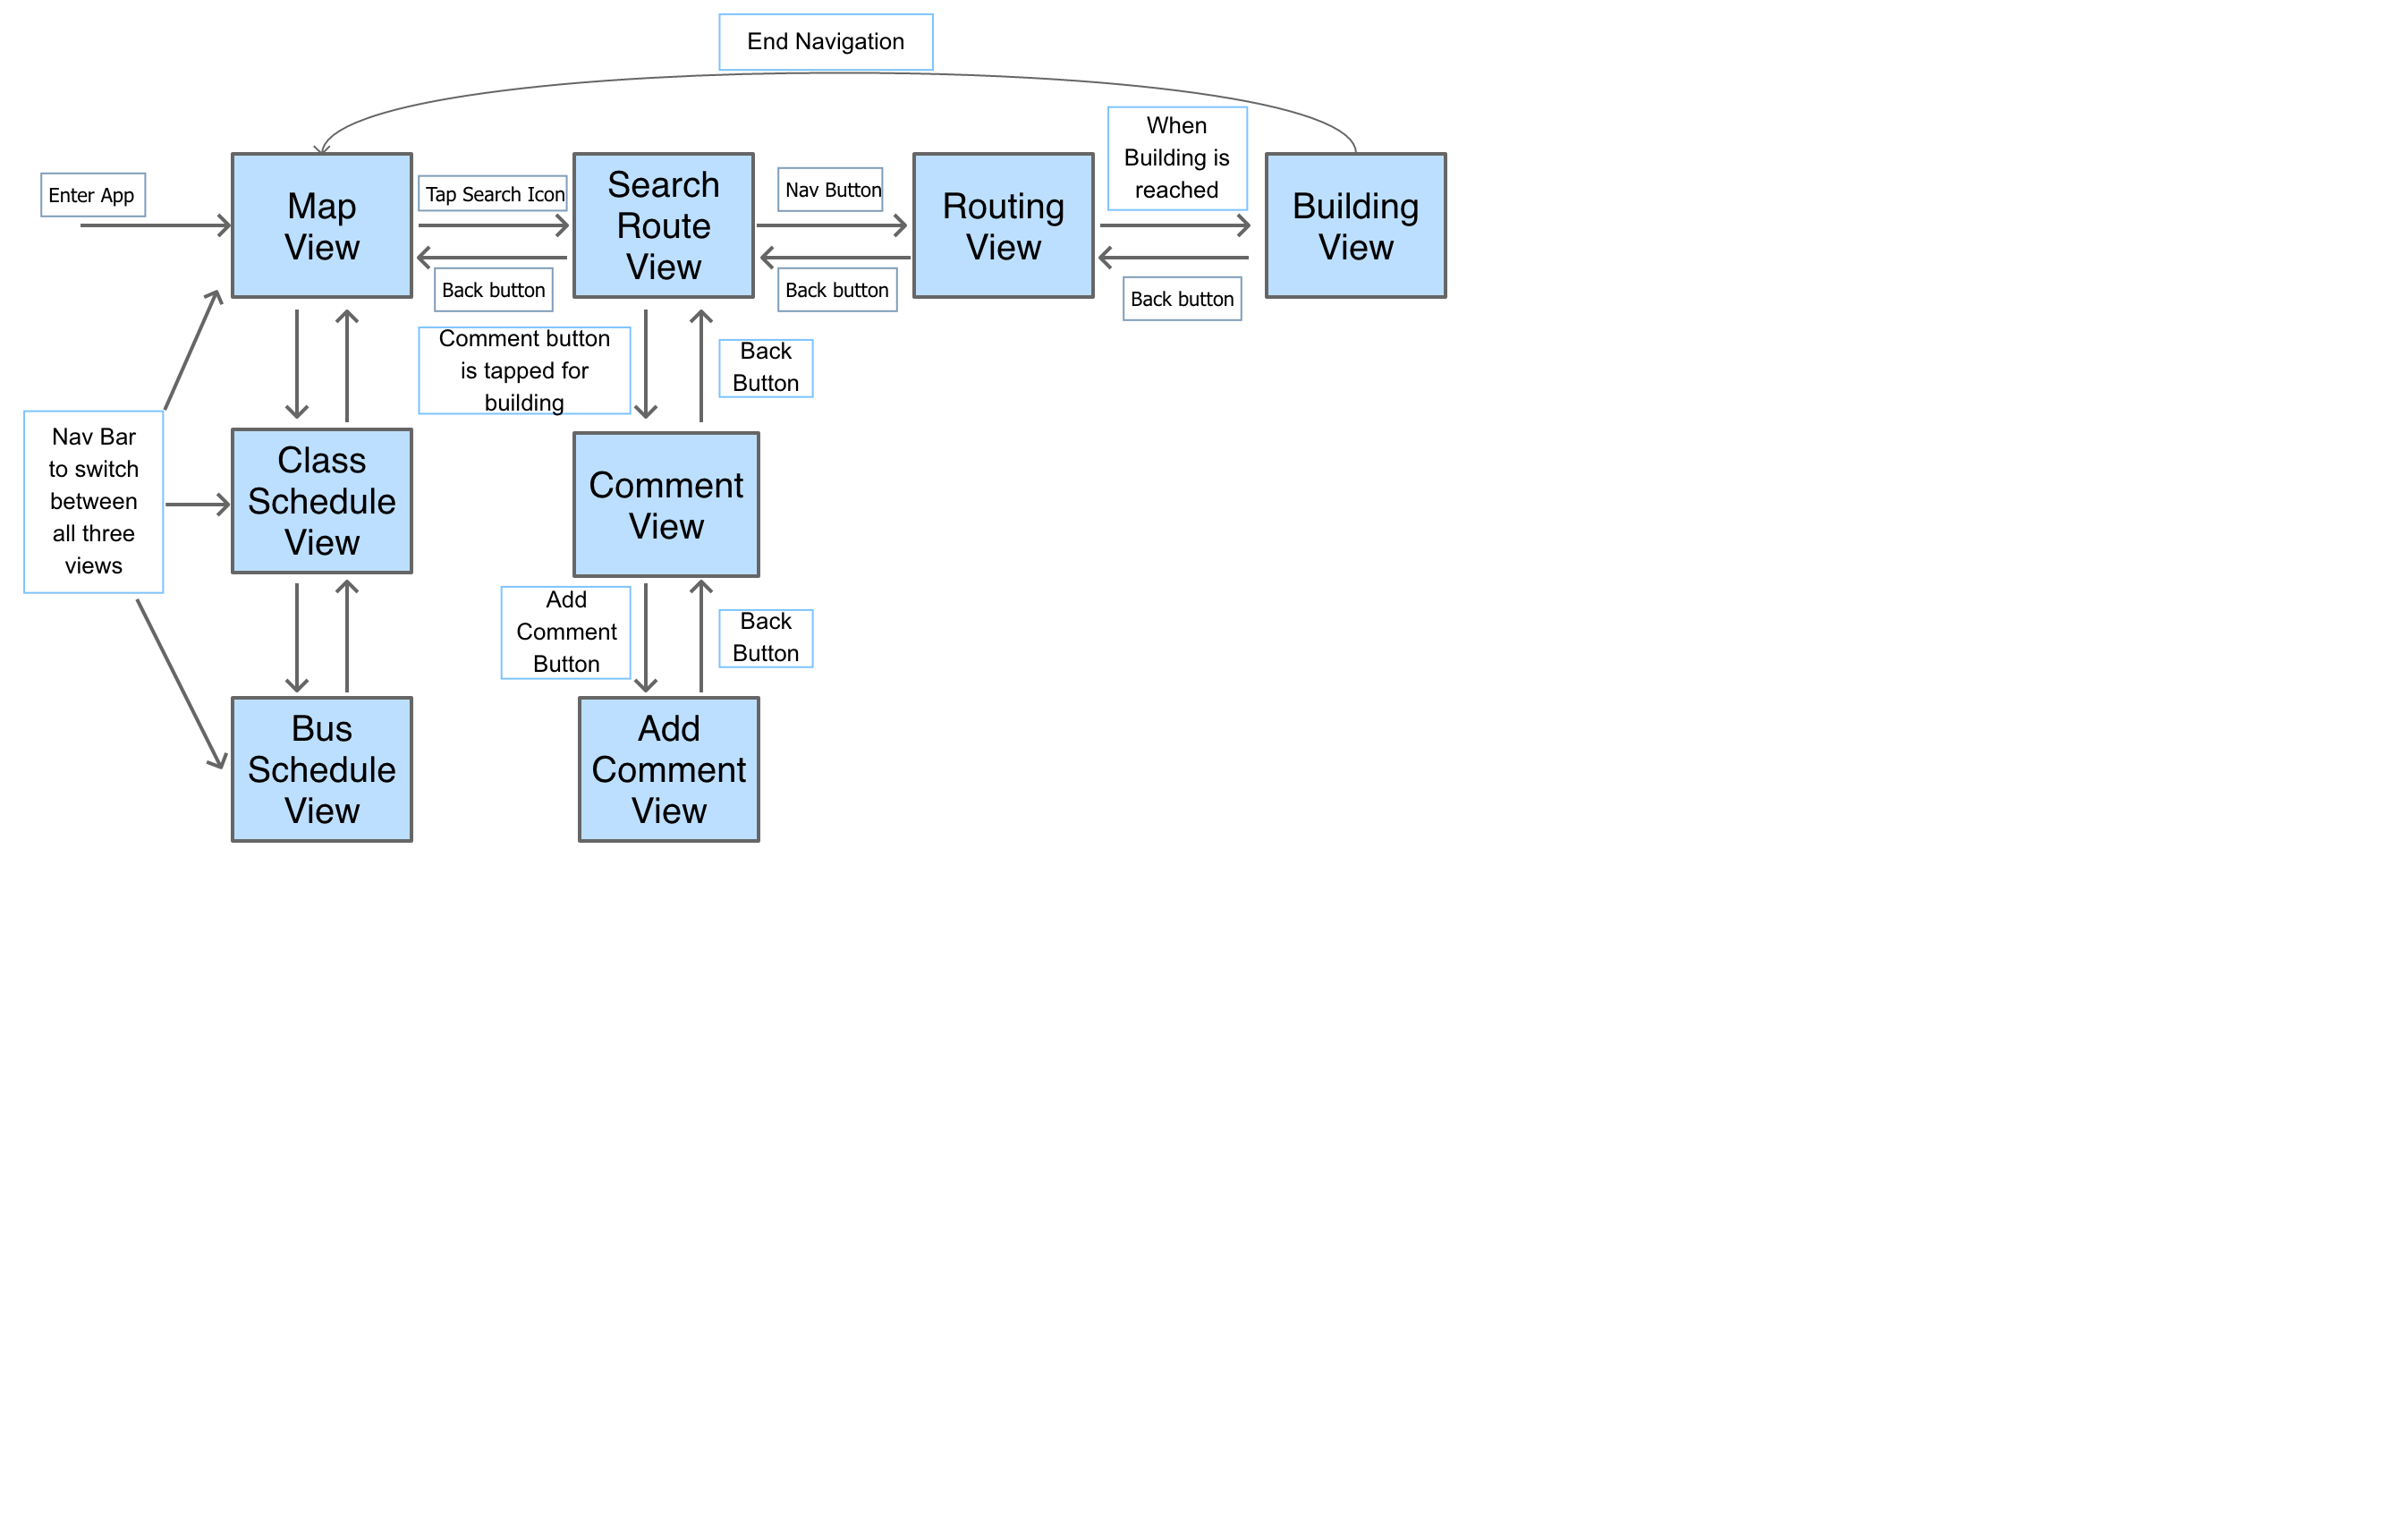 End Navigation
Enter App
Map
View
Tap Search Icon
Back button
Search
Route
View
Nav Button
Back button
Routing
View
When
Building is
reached
Back button
Building
View
Comment button
is tapped for
building
Back
Button
Nav Bar
to switch
between
all three
views
Class
Schedule
View
Comment
View
Add
Comment
Button
Back
Button
Bus
Schedule
View
Add
Comment
View